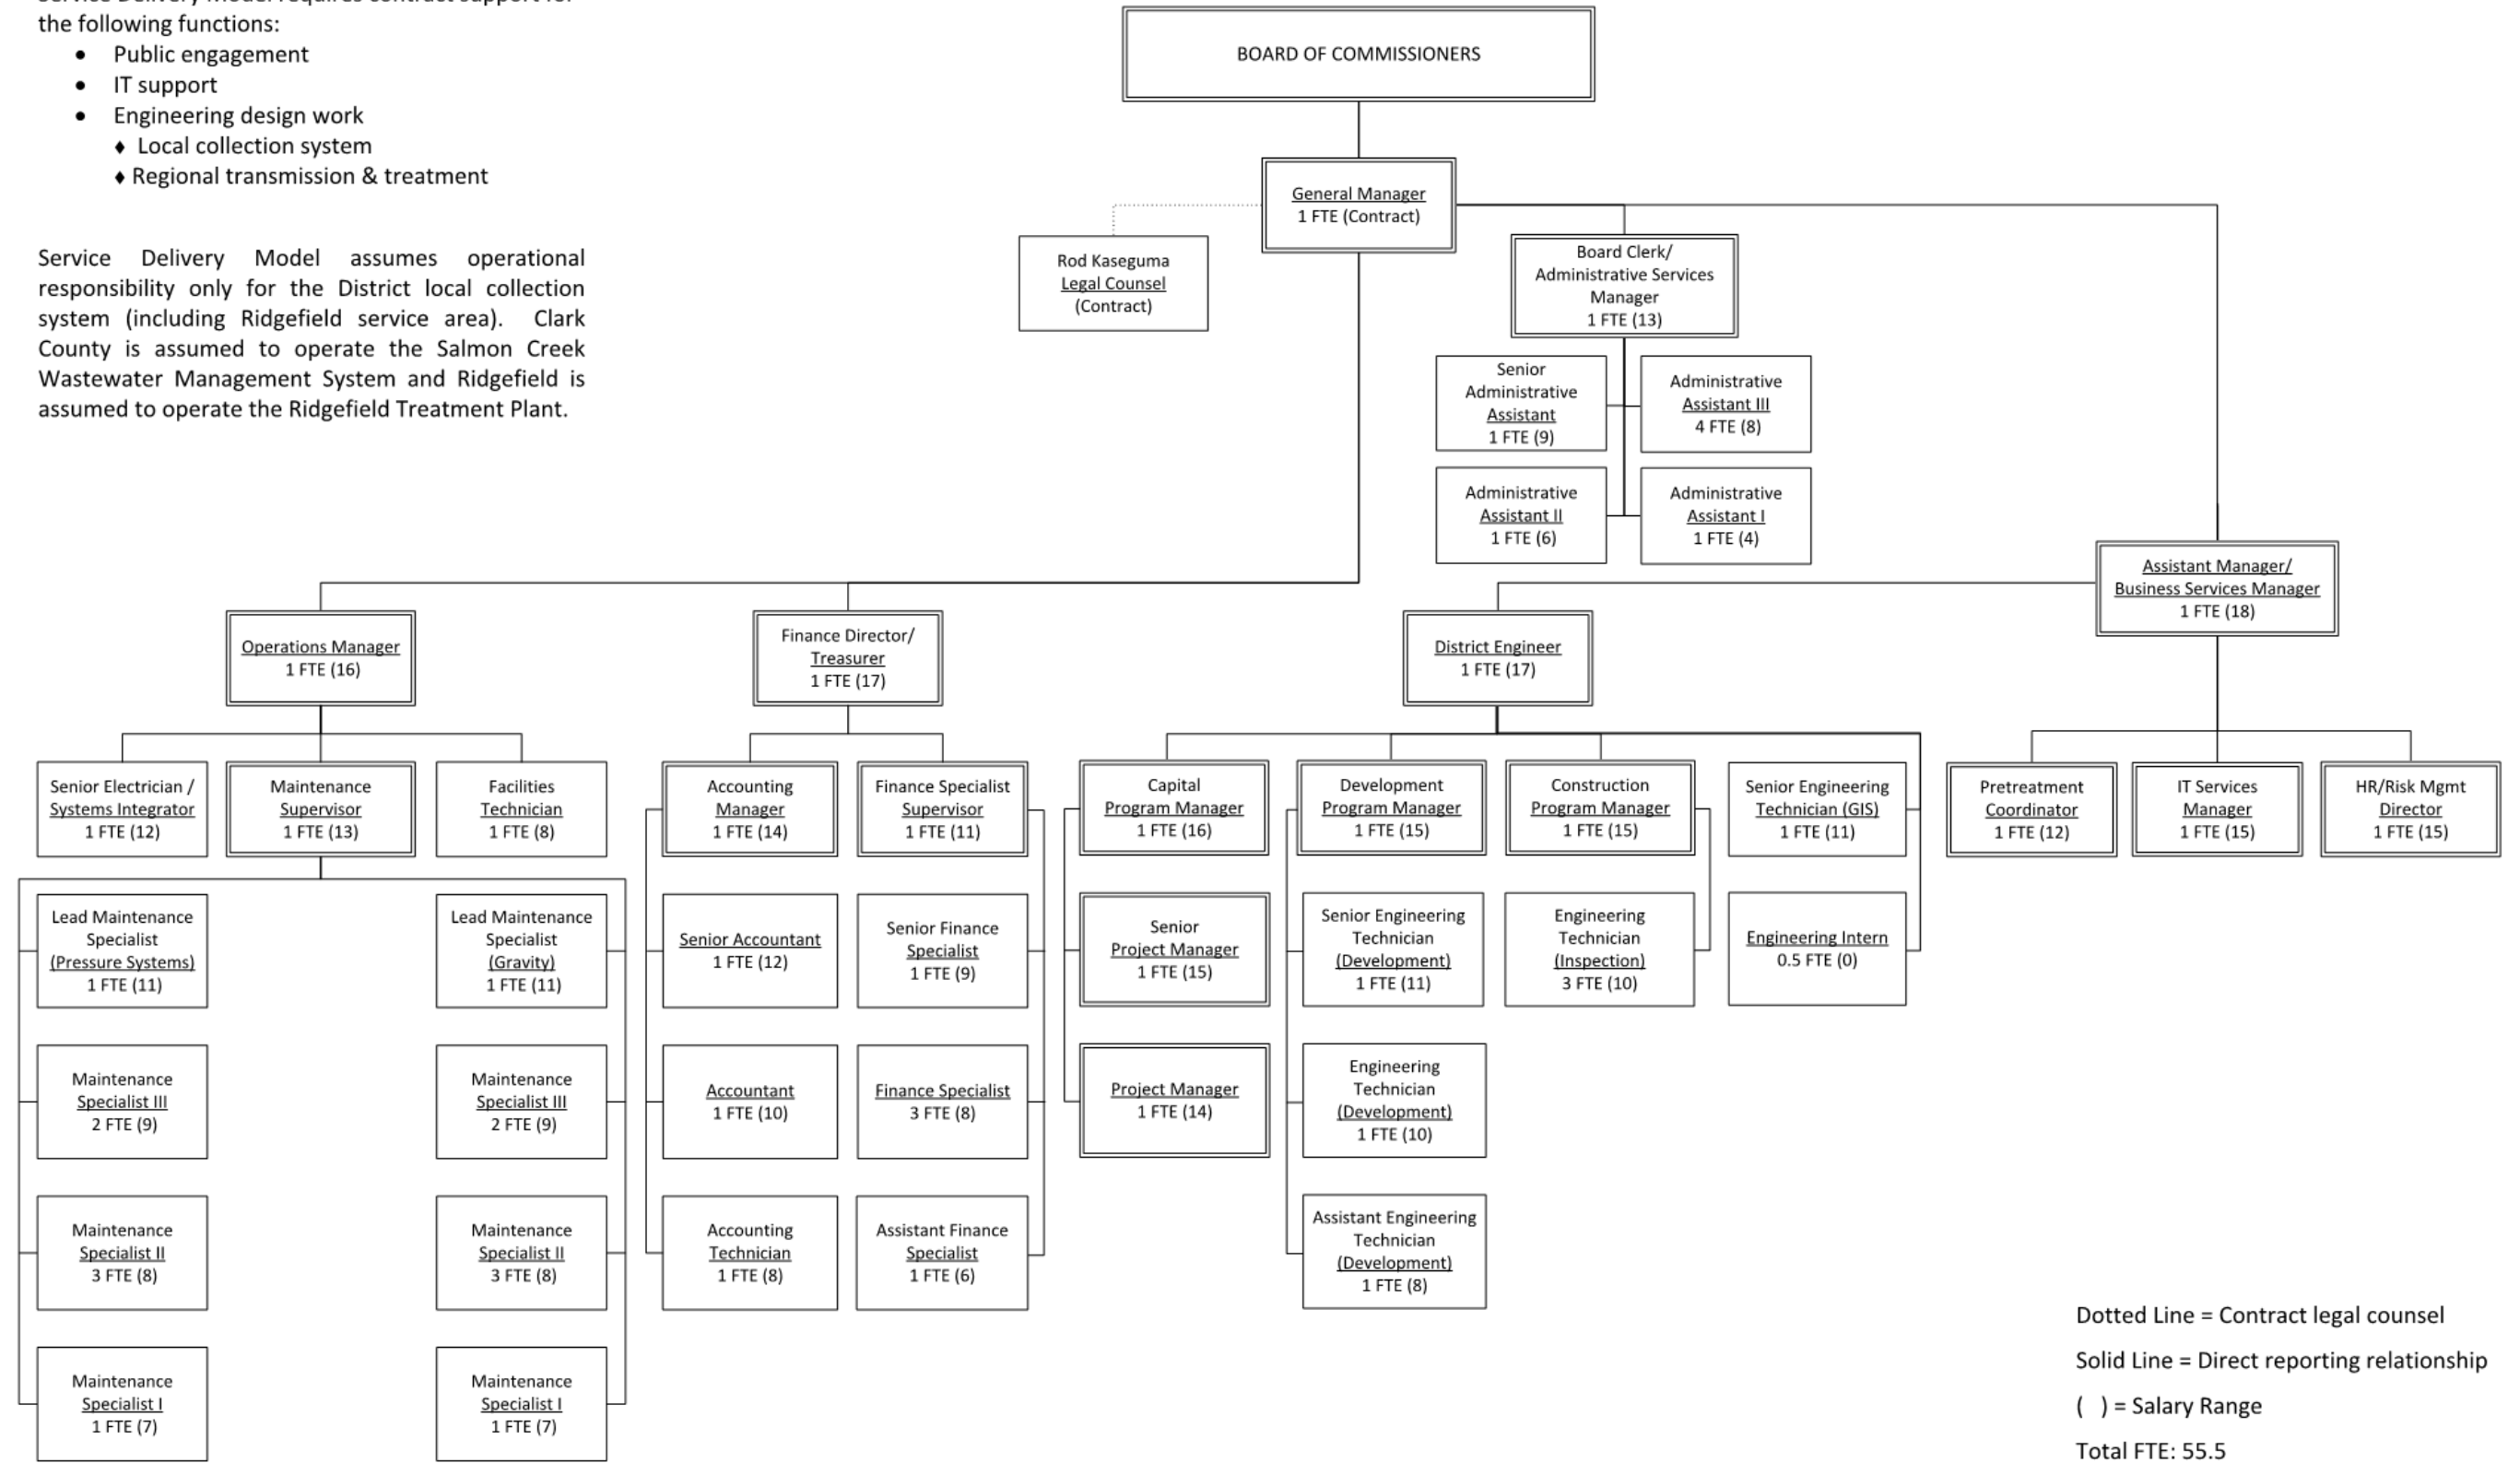 Service Delivery Model requires contract support for
the following functions:
• Public engagement
• IT support
• Engineering design work
♦ Local collection system
♦ Regional transmission & treatment
Service Delivery Model assumes operational
responsibility only for the District local collection
system (including Ridgefield service area). Clark
County is assumed to operate the Salmon Creek
Wastewater Management System and Ridgefield is
assumed to operate the Ridgefield Treatment Plant.
BOARD OF COMMISSIONERS
General Manager
1 FTE (Contract)
Rod Kaseguma
Legal Counsel
(Contract)
Board Clerk/
Administrative Services
Manager
1 FTE (13)
Senior
Administrative
Assistant
1 FTE (9)
Administrative
Assistant III
4 FTE (8)
Administrative
Assistant II
1 FTE (6)
Administrative
Assistant I
1 FTE (4)
Assistant Manager/
Business Services Manager
1 FTE (18)
Operations Manager
1 FTE (16)
Finance Director/
Treasurer
1 FTE (17)
District Engineer
1 FTE (17)
Senior Electrician /
Systems Integrator
1 FTE (12)
Maintenance
Supervisor
1 FTE (13)
Facilities
Technician
1 FTE (8)
Accounting
Manager
1 FTE (14)
Finance Specialist
Supervisor
1 FTE (11)
Capital
Program Manager
1 FTE (16)
Development
Program Manager
1 FTE (15)
Construction
Program Manager
1 FTE (15)
Senior Engineering
Technician (GIS)
1 FTE (11)
Pretreatment
Coordinator
1 FTE (12)
IT Services
Manager
1 FTE (15)
HR/Risk Mgmt
Director
1 FTE (15)
Lead Maintenance
Specialist
(Pressure Systems)
1 FTE (11)
Lead Maintenance
Specialist
(Gravity)
1 FTE (11)
Senior Accountant
1 FTE (12)
Senior Finance
Specialist
1 FTE (9)
Senior
Project Manager
1 FTE (15)
Senior Engineering
Technician
(Development)
1 FTE (11)
Engineering
Technician
(Inspection)
3 FTE (10)
Engineering Intern
0.5 FTE (0)
Maintenance
Specialist III
2 FTE (9)
Maintenance
Specialist III
2 FTE (9)
Accountant
1 FTE (10)
Finance Specialist
3 FTE (8)
Project Manager
1 FTE (14)
Engineering
Technician
(Development)
1 FTE (10)
Maintenance
Specialist II
3 FTE (8)
Maintenance
Specialist II
3 FTE (8)
Accounting
Technician
1 FTE (8)
Assistant Finance
Specialist
1 FTE (6)
Assistant Engineering
Technician
(Development)
1 FTE (8)
Maintenance
Specialist I
1 FTE (7)
Maintenance
Specialist I
1 FTE (7)
Dotted Line = Contract legal counsel
Solid Line = Direct reporting relationship
( ) = Salary Range
Total FTE: 55.5